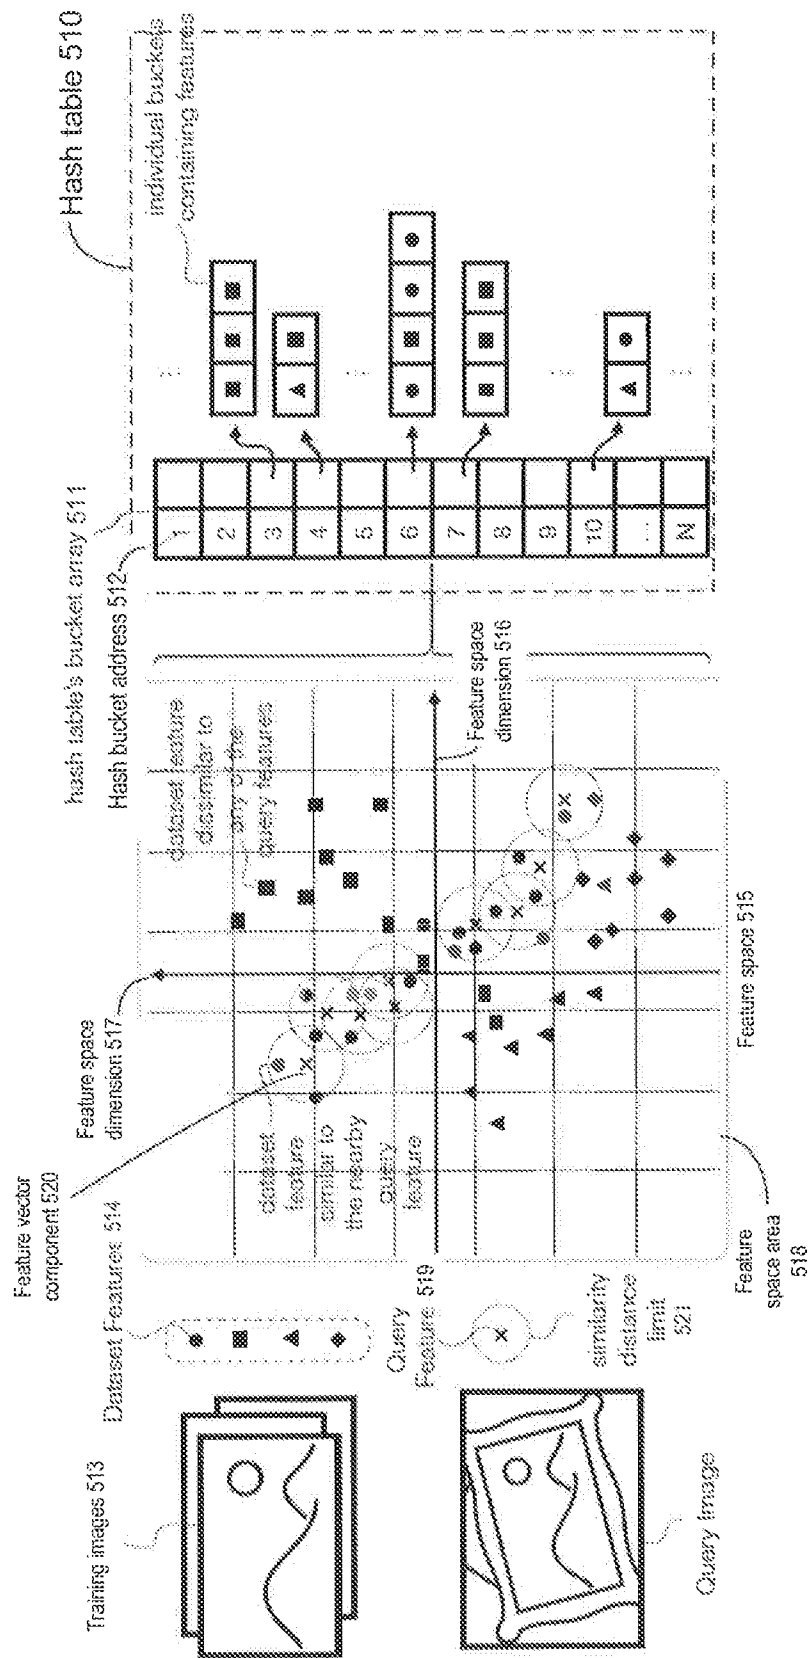 Training images 513
Query Image
Dataset Features 514
Query
Feature 519
similarity
distance
limit
521
Feature vector
component 520
Feature space
dimension 517
dataset
feature
similar to
the nearby
query
feature
dataset feature
dissimilar to
any of the
query features
Feature space
dimension 516
Feature space 515
Feature
space area
518
hash table's bucket array 511
Hash bucket address 512
1
2
3
4
5
6
7
8
9
10
...
N
Hash table 510
individual buckets
containing features
...
...
...
...